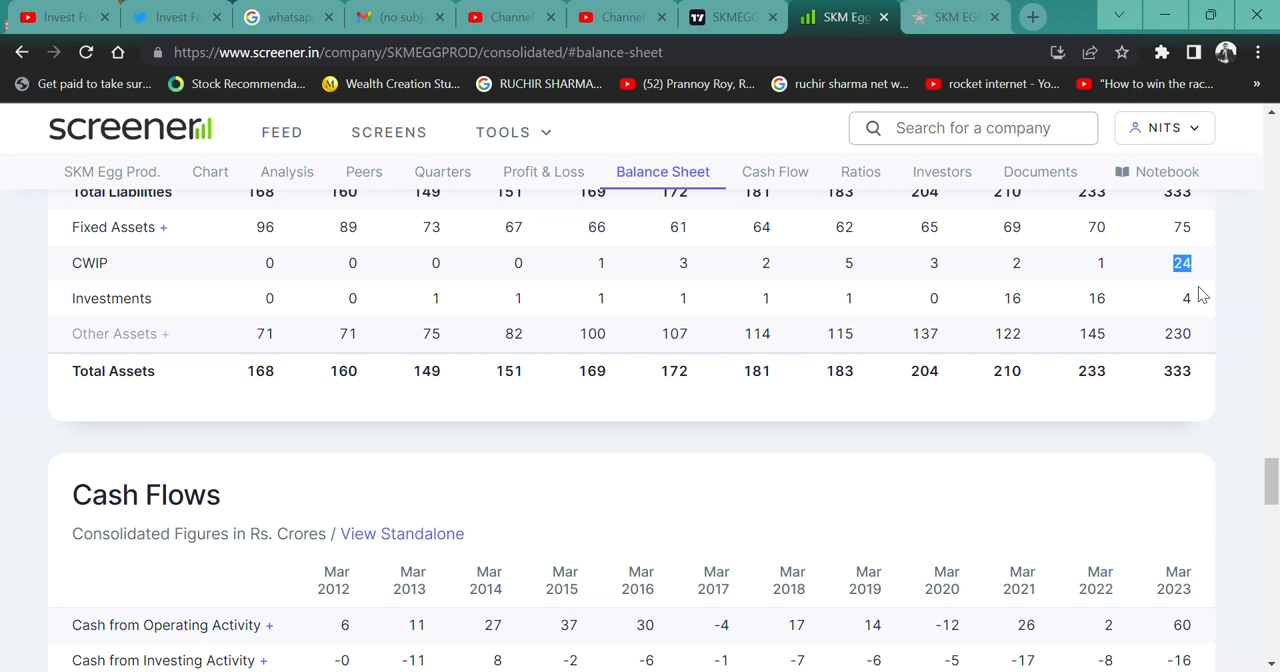 Invest Fo
Invest Fo
whatsap
(no subj
Channel
Channel
SKMEGG
SKM Egg
SKM EGG
https://www.screener.in/company/SKMEGGPROD/consolidated/#balance-sheet
Get paid to take sur... Stock Recommenda... Wealth Creation Stu... RUCHIR SHARMA... (52) Prannoy Roy, R... ruchir sharma net w... rocket internet - Yo... "How to win the rac... »
screener
FEED SCREENS TOOLS
Search for a company
NITS
SKM Egg Prod. Chart Analysis Peers Quarters Profit & Loss Balance Sheet Cash Flow Ratios Investors Documents Notebook
Total Liabilities 168 160 149 151 169 172 181 183 204 210 233 333
Fixed Assets + 96 89 73 67 66 61 64 62 65 69 70 75
CWIP 0 0 0 0 1 3 2 5 3 2 1 24
Investments 0 0 1 1 1 1 1 1 0 16 16 4
Other Assets + 71 71 75 82 100 107 114 115 137 122 145 230
Total Assets 168 160 149 151 169 172 181 183 204 210 233 333
Cash Flows
Consolidated Figures in Rs. Crores / View Standalone
Mar 2012 Mar 2013 Mar 2014 Mar 2015 Mar 2016 Mar 2017 Mar 2018 Mar 2019 Mar 2020 Mar 2021 Mar 2022 Mar 2023
Cash from Operating Activity + 6 11 27 37 30 -4 17 14 -12 26 2 60
Cash from Investing Activity + -0 -11 8 -2 -6 -1 -7 -6 -5 -17 -8 -16